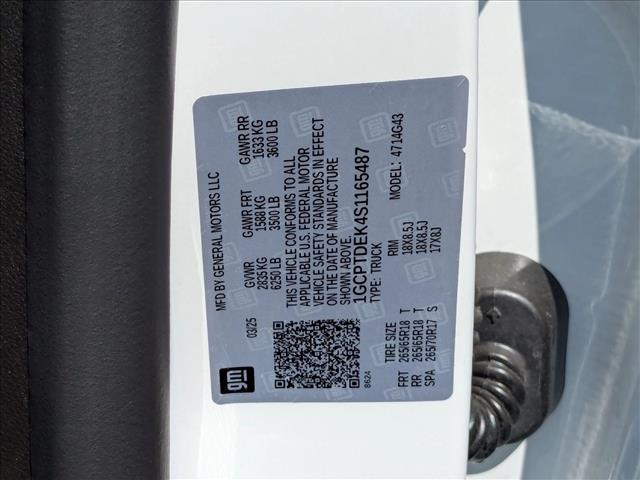 MFD BY GENERAL MOTORS LLC
03/25
GVWR GAWR FRT GAWR RR
2835 KG 1588 KG 1633 KG
6250 LB 3500 LB 3600 LB
THIS VEHICLE CONFORMS TO ALL
APPLICABLE U.S. FEDERAL MOTOR
VEHICLE SAFETY STANDARDS IN EFFECT
ON THE DATE OF MANUFACTURE
SHOWN ABOVE.
1GCPTDEK4S1165487
TYPE: TRUCK MODEL: 4714G43
TIRE SIZE RIM
FRT 265/65R18 T 18X8.5J
RR 265/65R18 T 18X8.5J
SPA 265/70R17 S 17X8J
gm
8624